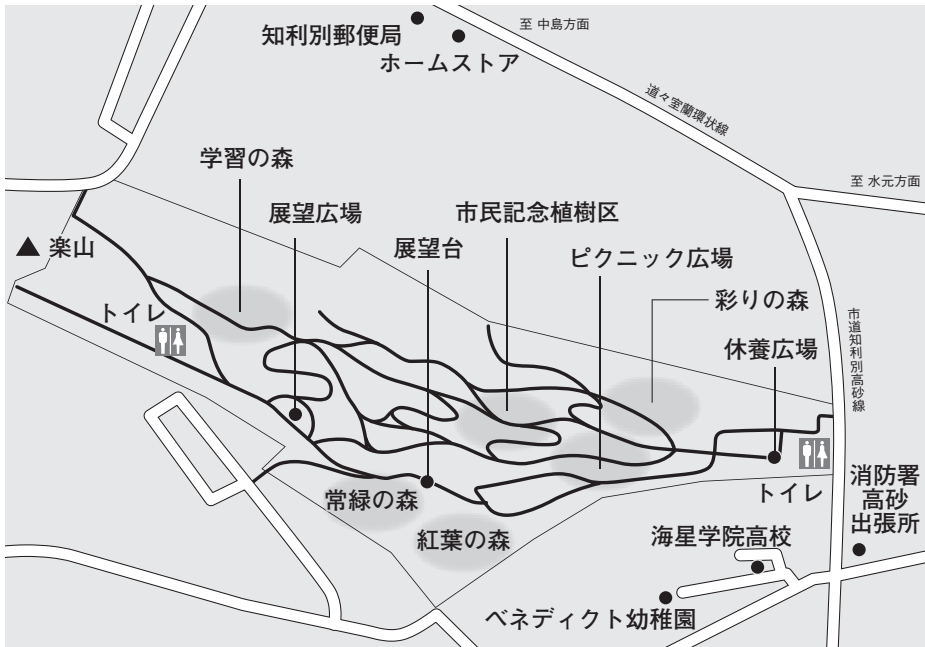 知利別郵便局
ホームストア
至 中島方面
道々室蘭環状線
至 水元方面
学習の森
展望広場
展望台
市民記念植樹区
ピクニック広場
彩りの森
休養広場
楽山
トイレ
市道知利別高砂線
常緑の森
紅葉の森
トイレ
消防署
高砂
出張所
海星学院高校
ベネディクト幼稚園